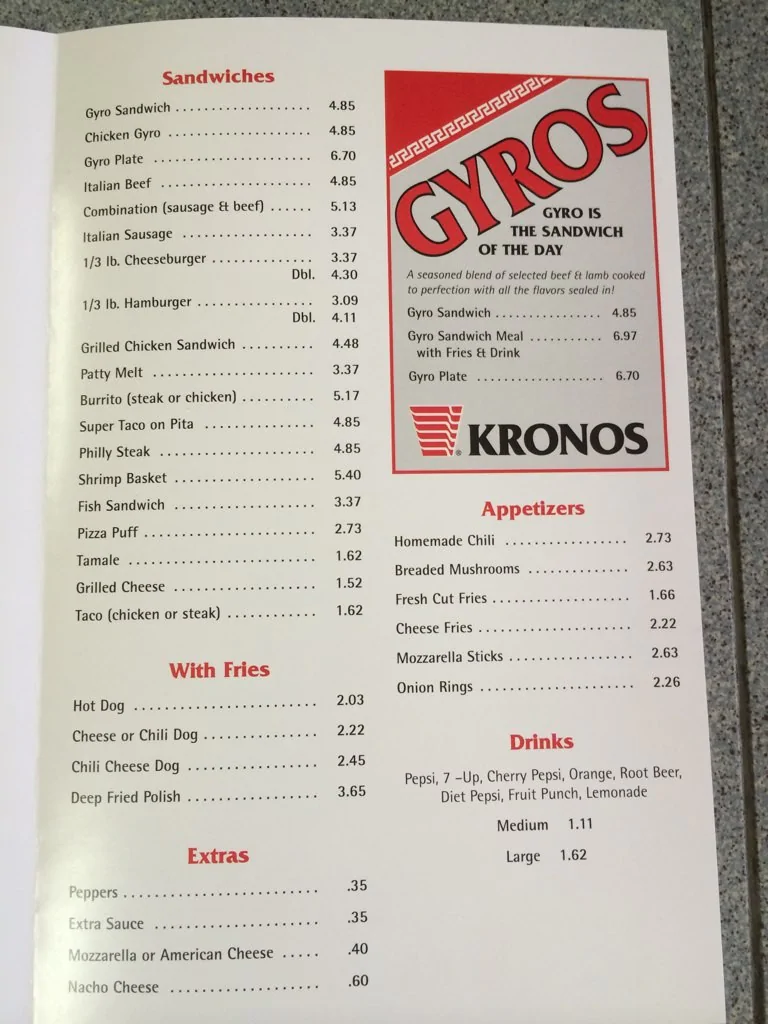 Sandwiches
Gyro Sandwich . . . . . . . . . . . . . . . . . . . 4.85
Chicken Gyro . . . . . . . . . . . . . . . . . . . . 4.85
Gyro Plate . . . . . . . . . . . . . . . . . . . . . . 6.70
Italian Beef . . . . . . . . . . . . . . . . . . . . . 4.85
Combination (sausage & beef) . . . . . . 5.13
Italian Sausage . . . . . . . . . . . . . . . . . . 3.37
1/3 lb. Cheeseburger . . . . . . . . . . . . . . 3.37
Dbl. 4.30
1/3 lb. Hamburger . . . . . . . . . . . . . . . . 3.09
Dbl. 4.11
Grilled Chicken Sandwich . . . . . . . . . . 4.48
Patty Melt . . . . . . . . . . . . . . . . . . . . . . 3.37
Burrito (steak or chicken) . . . . . . . . . . 5.17
Super Taco on Pita . . . . . . . . . . . . . . . 4.85
Philly Steak . . . . . . . . . . . . . . . . . . . . . 4.85
Shrimp Basket . . . . . . . . . . . . . . . . . . . 5.40
Fish Sandwich . . . . . . . . . . . . . . . . . . . 3.37
Pizza Puff . . . . . . . . . . . . . . . . . . . . . . . 2.73
Tamale . . . . . . . . . . . . . . . . . . . . . . . . . 1.62
Grilled Cheese . . . . . . . . . . . . . . . . . . . 1.52
Taco (chicken or steak) . . . . . . . . . . . . 1.62
With Fries
Hot Dog . . . . . . . . . . . . . . . . . . . . . . . . 2.03
Cheese or Chili Dog . . . . . . . . . . . . . . . 2.22
Chili Cheese Dog . . . . . . . . . . . . . . . . . 2.45
Deep Fried Polish . . . . . . . . . . . . . . . . . 3.65
Extras
Peppers . . . . . . . . . . . . . . . . . . . . . . . . . .35
Extra Sauce . . . . . . . . . . . . . . . . . . . . . .35
Mozzarella or American Cheese . . . . . .40
Nacho Cheese . . . . . . . . . . . . . . . . . . . .60
GYROS
GYRO IS
THE SANDWICH
OF THE DAY
A seasoned blend of selected beef & lamb cooked
to perfection with all the flavors sealed in!
Gyro Sandwich . . . . . . . . . . . . . . . . 4.85
Gyro Sandwich Meal . . . . . . . . . . . 6.97
with Fries & Drink
Gyro Plate . . . . . . . . . . . . . . . . . . . 6.70
® KRONOS
Appetizers
Homemade Chili . . . . . . . . . . . . . . . . . 2.73
Breaded Mushrooms . . . . . . . . . . . . . . 2.63
Fresh Cut Fries . . . . . . . . . . . . . . . . . . . 1.66
Cheese Fries . . . . . . . . . . . . . . . . . . . . . 2.22
Mozzarella Sticks . . . . . . . . . . . . . . . . . 2.63
Onion Rings . . . . . . . . . . . . . . . . . . . . . 2.26
Drinks
Pepsi, 7 –Up, Cherry Pepsi, Orange, Root Beer,
Diet Pepsi, Fruit Punch, Lemonade
Medium 1.11
Large 1.62